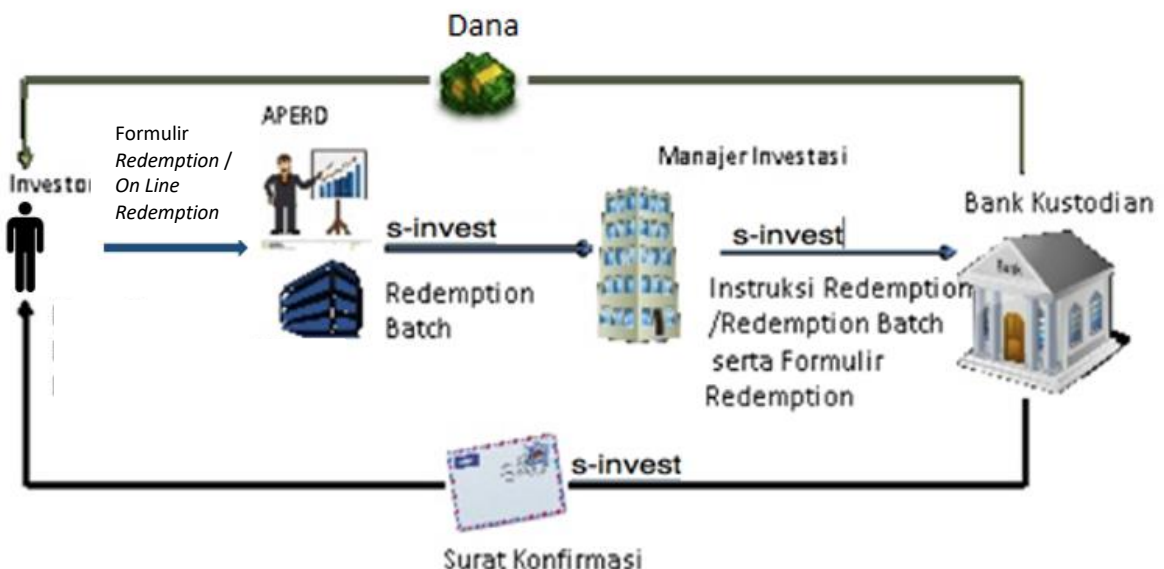 Dana
APERD
Formulir
Redemption /
On Line
Redemption
Investor
Manajer Investasi
Bank Kustodian
s-invest
Redemption
Batch
s-invest
Instruksi Redemption
/Redemption Batch
serta Formulir
Redemption
Bank
s-invest
Surat Konfirmasi